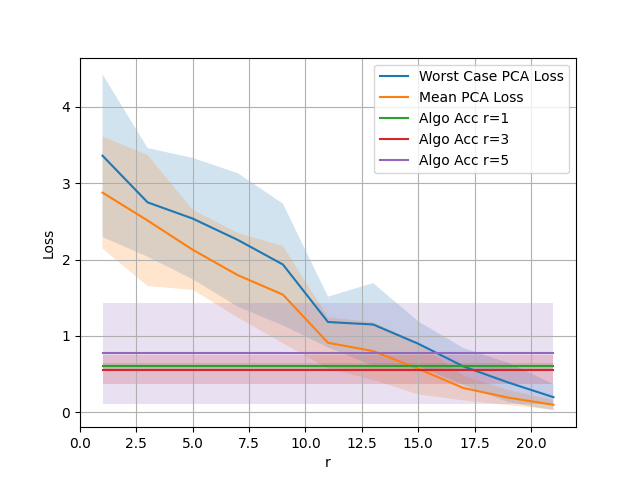 Worst Case PCA Loss
Mean PCA Loss
Algo Acc r=1
Algo Acc r=3
Algo Acc r=5
4
3
2
1
0
Loss
0.0 2.5 5.0 7.5 10.0 12.5 15.0 17.5 20.0
r